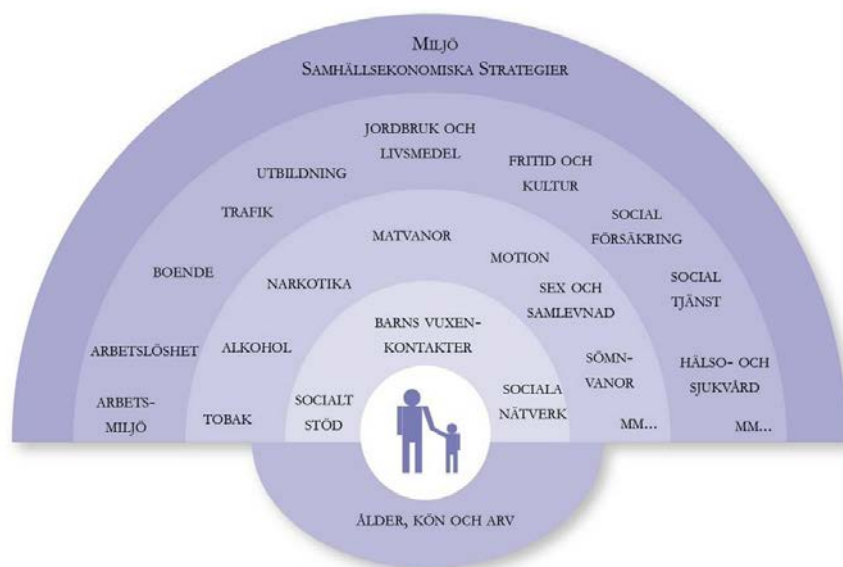 MILJÖ
SAMHÄLLSEKONOMISKA STRATEGIER
JORDBRUK OCH
LIVSMEDEL
UTBILDNING
FRITID OCH
KULTUR
TRAFIK
SOCIAL
FÖRSÄKRING
BOENDE
SOCIAL
TJÄNST
ARBETSLÖSHET
HÄLSO- OCH
SJUKVÅRD
ARBETS-
MILJÖ
MM...
MATVANOR
MOTION
NARKOTIKA
SEX OCH
SAMLEVNAD
ALKOHOL
SÖMN-
VANOR
TOBAK
MM...
BARNS VUXEN-
KONTAKTER
SOCIALT
STÖD
SOCIALA
NÄTVERK
ÅLDER, KÖN OCH ARV